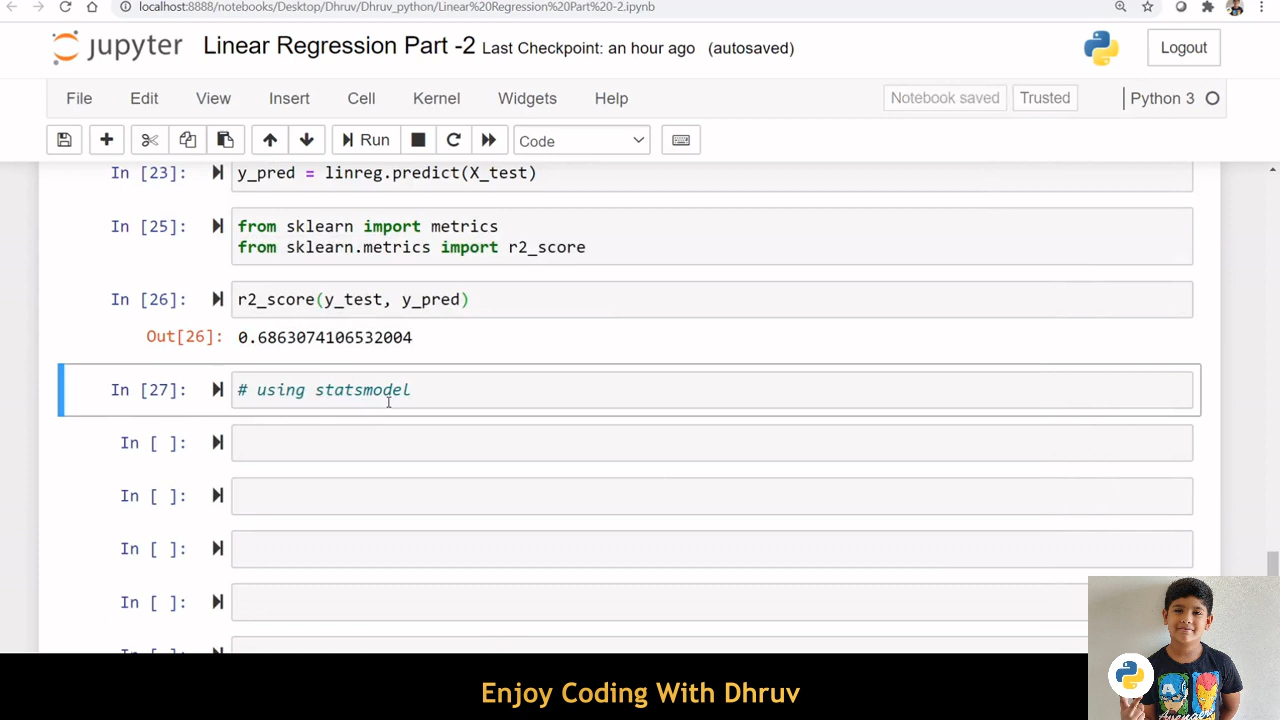 localhost:8888/notebooks/Desktop/Dhruv/Dhruv_python/Linear%20Regression%20Part%20-2.ipynb
jupyter Linear Regression Part -2 Last Checkpoint: an hour ago (autosaved) Logout
File Edit View Insert Cell Kernel Widgets Help Notebook saved Trusted Python 3
Run Code
In [23]: y_pred = linreg.predict(X_test)
In [25]: from sklearn import metrics
from sklearn.metrics import r2_score
In [26]: r2_score(y_test, y_pred)
Out[26]: 0.6863074106532004
In [27]: # using statsmodel
In [ ]:
In [ ]:
In [ ]:
In [ ]:
Enjoy Coding With Dhruv